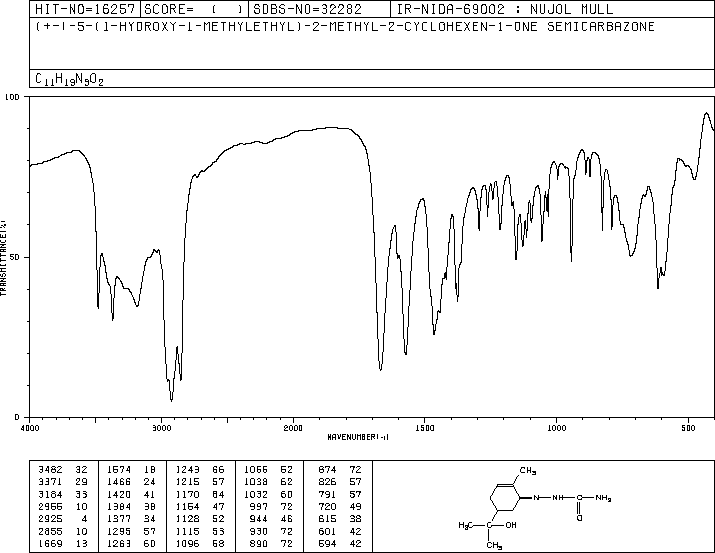 HIT-NO=16257 SCORE= (  ) SDBS-NO=32282 IR-NIDA-69002 : NUJOL MULL
(+-)-5-(1-HYDROXY-1-METHYLETHYL)-2-METHYL-2-CYCLOHEXEN-1-ONE SEMICARBAZONE
C₁₁H₁₉N₃O₂
100
50
0
TRANSMITTANCE(%)
4000 3000 2000 1500 1000 500
WAVENUMBER(-1)
3482 32 1574 18 1243 66 1055 52 874 72
3371 29 1466 24 1215 57 1038 62 826 57
3184 33 1420 41 1170 64 1032 60 791 57
2955 10 1384 38 1154 47 997 72 720 49
2925 4 1377 34 1128 52 944 46 615 38
2855 10 1295 57 1115 53 930 72 601 42
1669 13 1263 60 1096 58 890 72 594 42
CH₃
N NH C NH₂
O
H₃C C OH
CH₃